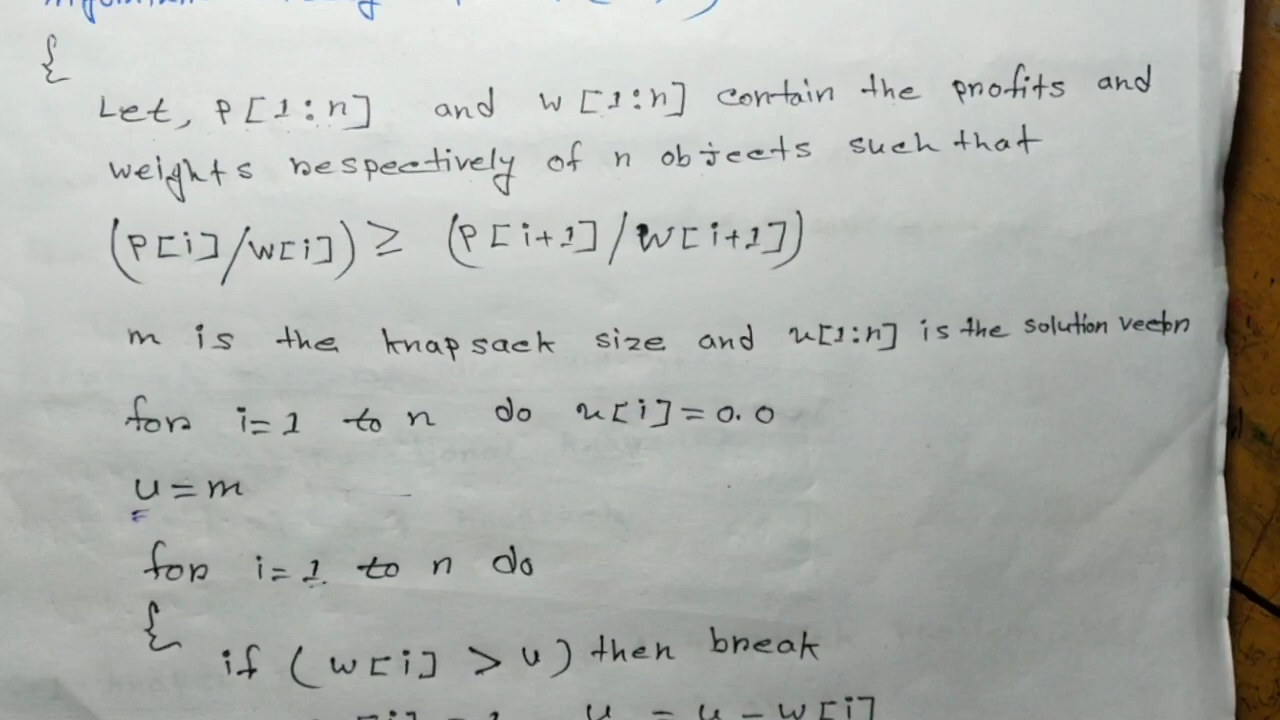 {
Let, P[1:n] and w[1:n] contain the profits and
weights respectively of n objects such that
(P[i]/w[i]) ≥ (P[i+1]/W[i+1])
m is the knapsack size and x[1:n] is the solution vector
for i=1 to n do x[i]=0.0
u=m
for i=1 to n do
{
if (w[i] > u) then break
u = u - w[i]